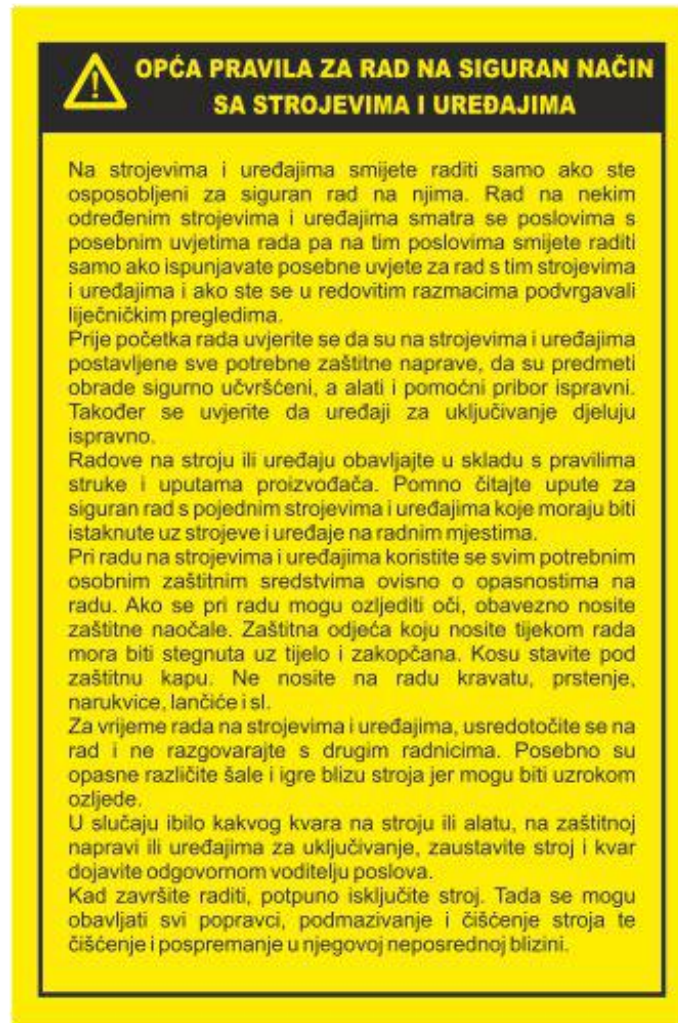 OPĆA PRAVILA ZA RAD NA SIGURAN NAČIN
SA STROJEVIMA I UREĐAJIMA
Na strojevima i uređajima smijete raditi samo ako ste
osposobljeni za siguran rad na njima. Rad na nekim
određenim strojevima i uređajima smatra se poslovima s
posebnim uvjetima rada pa na tim poslovima smijete raditi
samo ako ispunjavate posebne uvjete za rad s tim strojevima
i uređajima i ako ste se u redovitim razmacima podvrgavali
liječničkim pregledima.
Prije početka rada uvjerite se da su na strojevima i uređajima
postavljene sve potrebne zaštitne naprave, da su predmeti
obrade sigurno učvršćeni, a alati i pomoćni pribor ispravni.
Također se uvjerite da uređaji za uključivanje djeluju
ispravno.
Radove na stroju ili uređaju obavljajte u skladu s pravilima
struke i uputama proizvođača. Pomno čitajte upute za
siguran rad s pojednim strojevima i uređajima koje moraju biti
istaknute uz strojeve i uređaje na radnim mjestima.
Pri radu na strojevima i uređajima koristite se svim potrebnim
osobnim zaštitnim sredstvima ovisno o opasnostima na
radu. Ako se pri radu mogu ozljediti oči, obavezno nosite
zaštitne naočale. Zaštitna odjeća koju nosite tijekom rada
mora biti stegnuta uz tijelo i zakopčana. Kosu stavite pod
zaštitnu kapu. Ne nosite na radu kravatu, prstenje,
narukvice, lančiće i sl.
Za vrijeme rada na strojevima i uređajima, usredotočite se na
rad i ne razgovarajte s drugim radnicima. Posebno su
opasne različite šale i igre blizu stroja jer mogu biti uzrokom
ozljede.
U slučaju ibilo kakvog kvara na stroju ili alatu, na zaštitnoj
napravi ili uređajima za uključivanje, zaustavite stroj i kvar
dojavite odgovornom voditelju poslova.
Kad završite raditi, potpuno isključite stroj. Tada se mogu
obavljati svi popravci, podmazivanje i čišćenje stroja te
čišćenje i pospremanje u njegovoj neposrednoj blizini.